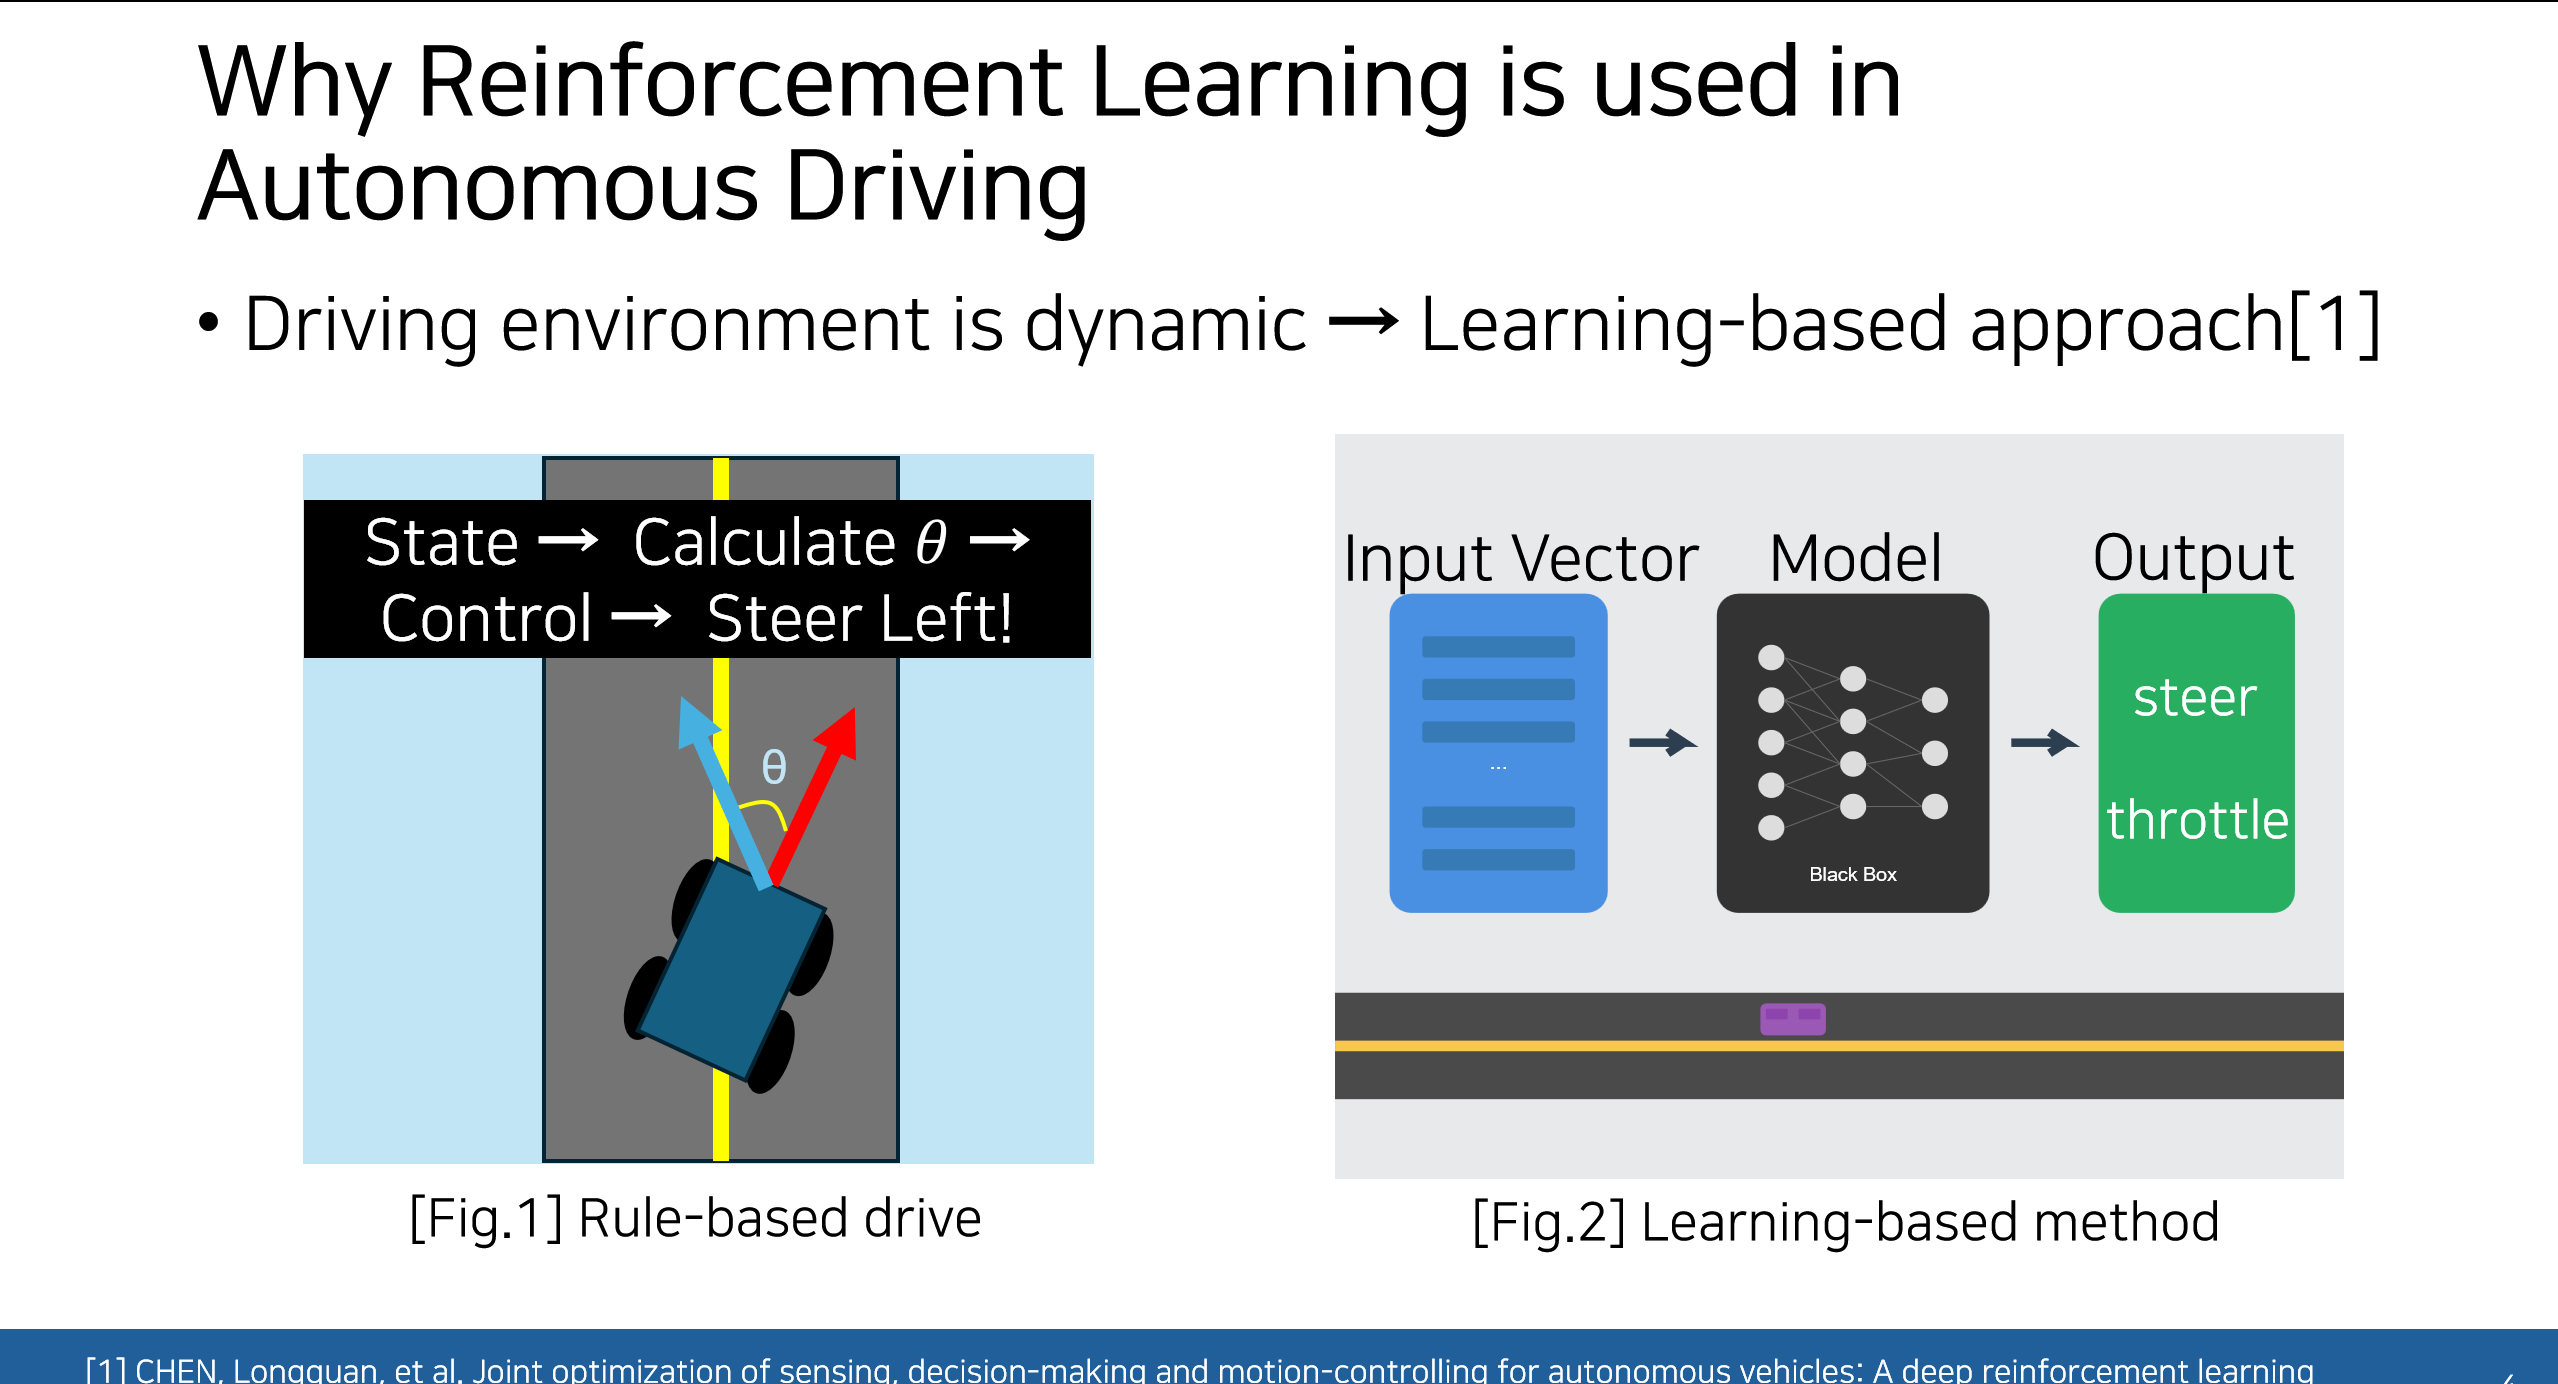 Why Reinforcement Learning is used in
Autonomous Driving
• Driving environment is dynamic → Learning-based approach[1]
State → Calculate θ →
Control → Steer Left!
θ
[Fig.1] Rule-based drive
Input Vector
Model
Output
...
Black Box
steer
throttle
[Fig.2] Learning-based method
[1] CHEN, Longquan, et al. Joint optimization of sensing, decision-making and motion-controlling for autonomous vehicles: A deep reinforcement learning